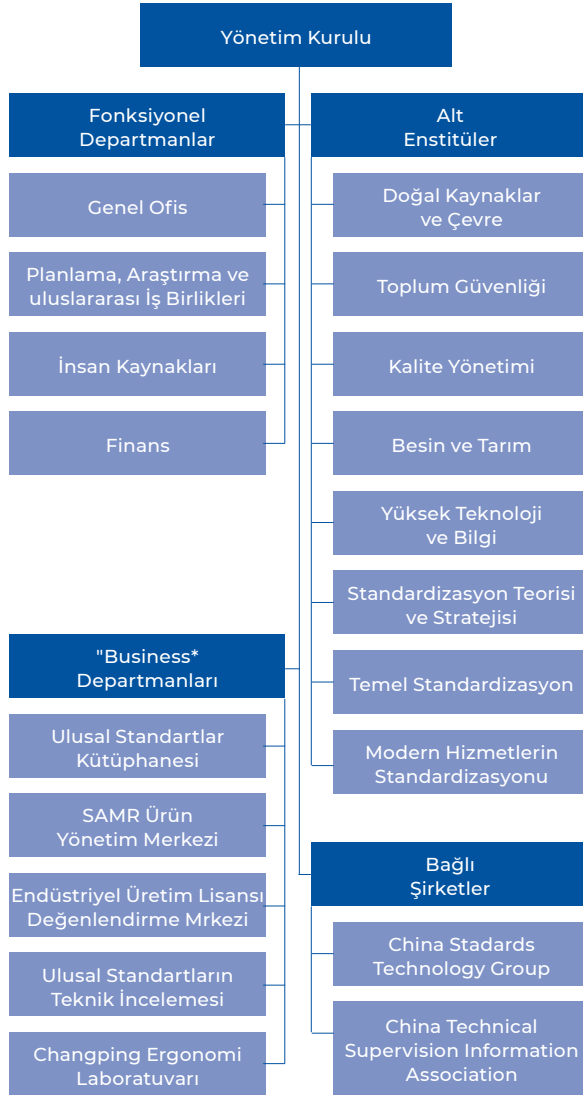 Yönetim Kurulu
Fonksiyonel
Departmanlar
Genel Ofis
Planlama, Araştırma ve
uluslararası İş Birlikleri
İnsan Kaynakları
Finans
Alt
Enstitüler
Doğal Kaynaklar
ve Çevre
Toplum Güvenliği
Kalite Yönetimi
Besin ve Tarım
Yüksek Teknoloji
ve Bilgi
Standardizasyon Teorisi
ve Stratejisi
Temel Standardizasyon
Modern Hizmetlerin
Standardizasyonu
"Business*
Departmanları
Ulusal Standartlar
Kütüphanesi
SAMR Ürün
Yönetim Merkezi
Endüstriyel Üretim Lisansı
Değerlendirme Mrkezi
Ulusal Standartların
Teknik İncelemesi
Changping Ergonomi
Laboratuvarı
Bağlı
Şirketler
China Stadards
Technology Group
China Technical
Supervision Information
Association